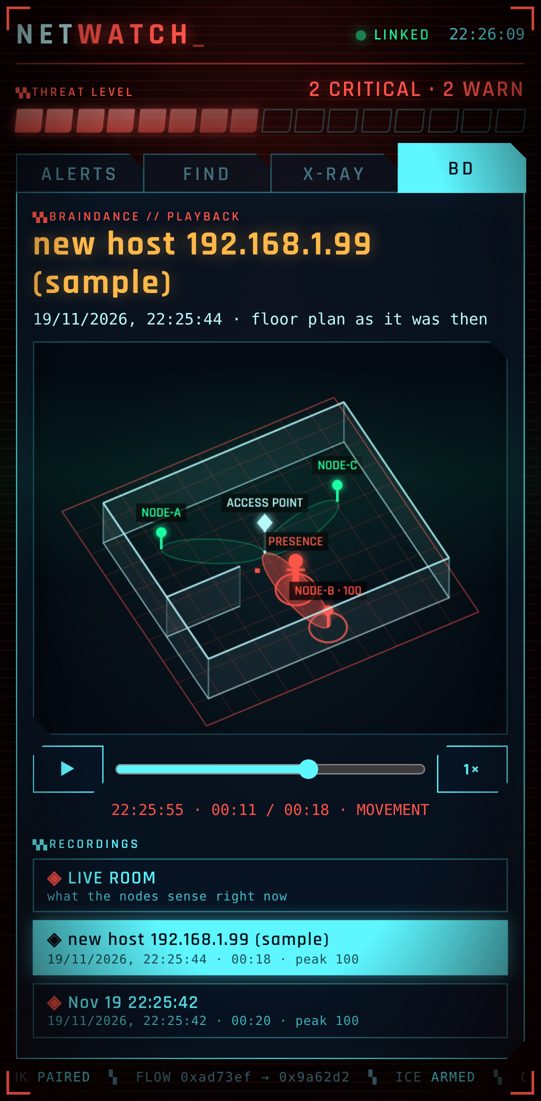 NETWATCH_
LINKED 22:26:09
THREAT LEVEL
2 CRITICAL · 2 WARN
ALERTS FIND X-RAY BD
BRAINDANCE // PLAYBACK
new host 192.168.1.99
(sample)
19/11/2026, 22:25:44 · floor plan as it was then
NODE-C
ACCESS POINT
NODE-A
PRESENCE
NODE-B · 100
1×
22:25:55 · 00:11 / 00:18 · MOVEMENT
RECORDINGS
LIVE ROOM
what the nodes sense right now
new host 192.168.1.99 (sample)
19/11/2026, 22:25:44 · 00:18 · peak 100
Nov 19 22:25:42
19/11/2026, 22:25:42 · 00:20 · peak 100
PAIRED FLOW 0xad73ef → 0x9a62d2 ICE ARMED